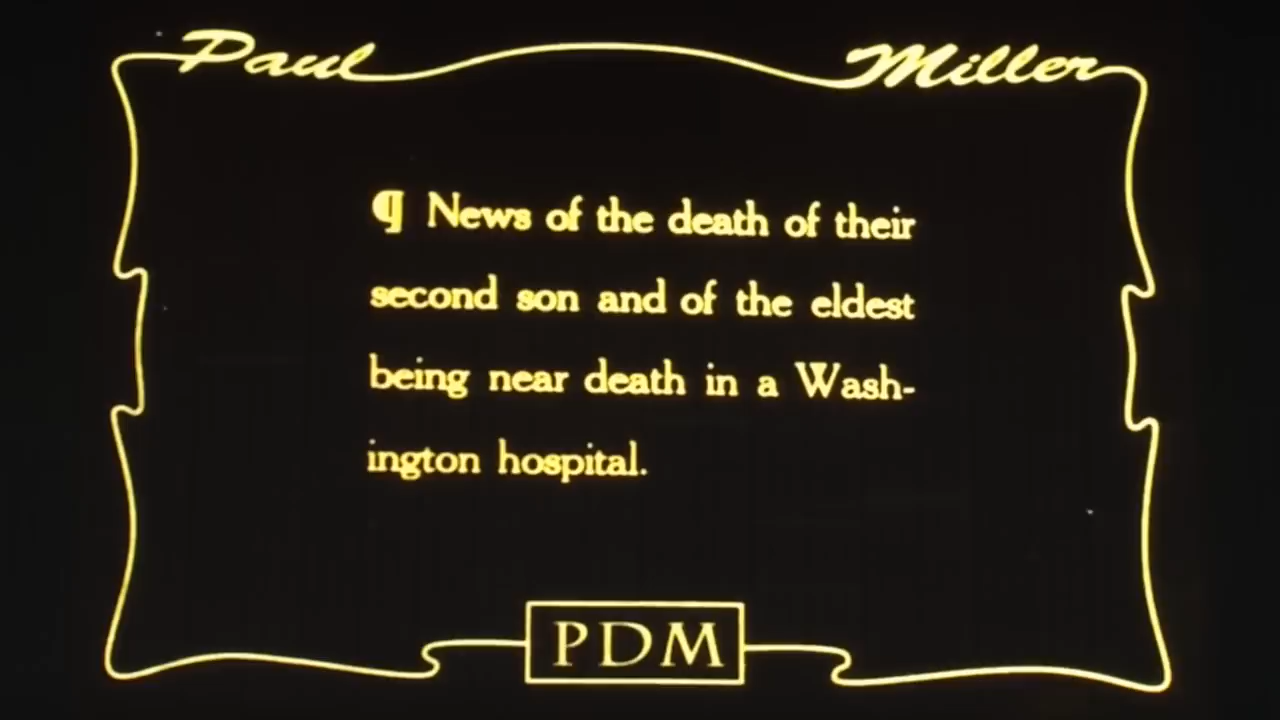 Paul Miller
¶ News of the death of their
second son and of the eldest
being near death in a Wash-
ington hospital.
PDM